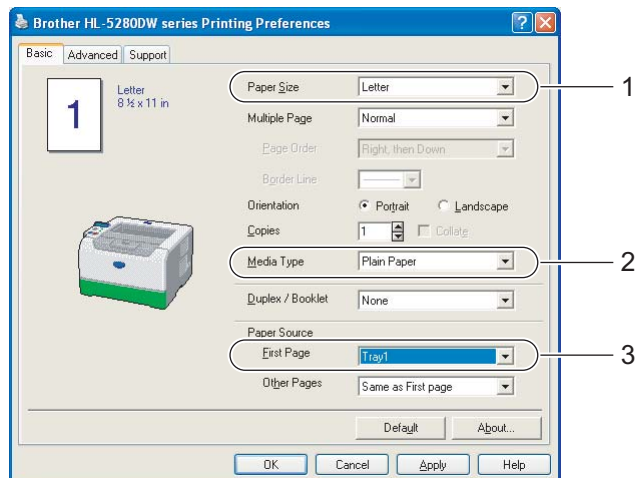 Brother HL-5280DW series Printing Preferences
Basic Advanced Support
1
Letter
8 ½ x 11 in
Paper Size Letter 1
Multiple Page Normal
Page Order Right, then Down
Border Line
Orientation Portrait Landscape
Copies 1 Collate
Media Type Plain Paper 2
Duplex / Booklet None
Paper Source
First Page Tray1 3
Other Pages Same as First page
Default About...
OK Cancel Apply Help